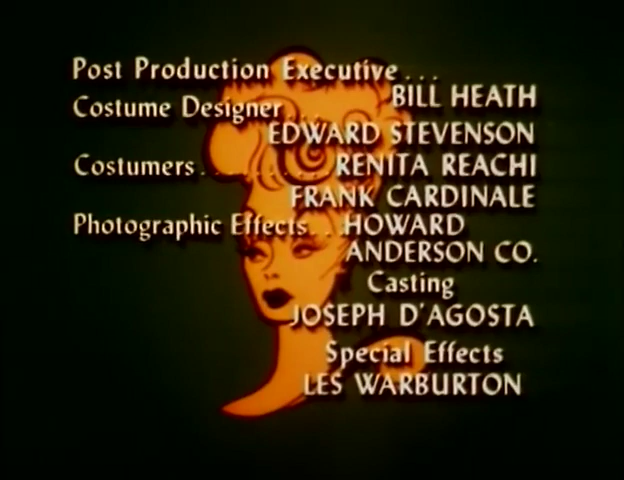 Post Production Executive...
BILL HEATH
Costume Designer...
EDWARD STEVENSON
Costumers.......... RENITA REACHI
FRANK CARDINALE
Photographic Effects...HOWARD
ANDERSON CO.
Casting
JOSEPH D'AGOSTA
Special Effects
LES WARBURTON